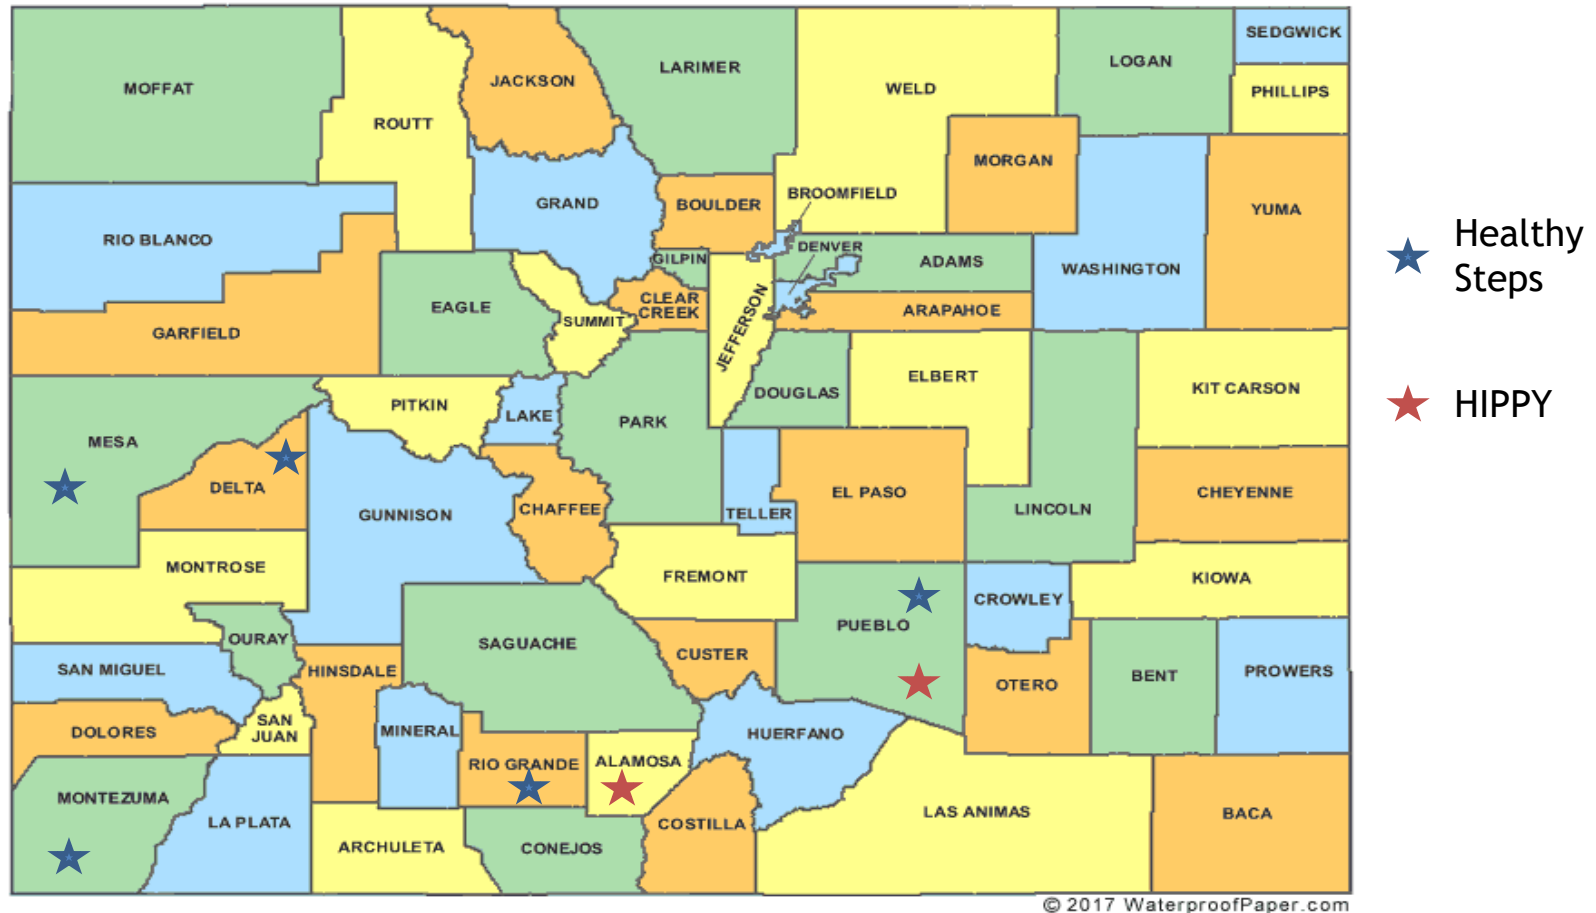 MOFFAT
ROUTT
JACKSON
LARIMER
WELD
LOGAN
SEDGWICK
PHILLIPS
MORGAN
YUMA
WASHINGTON
RIO BLANCO
GRAND
BOULDER
BROOMFIELD
GILPIN
DENVER
ADAMS
ARAPAHOE
CLEAR
CREEK
JEFFERSON
SUMMIT
EAGLE
GARFIELD
PITKIN
LAKE
PARK
DOUGLAS
ELBERT
KIT CARSON
MESA
DELTA
GUNNISON
CHAFFEE
TELLER
EL PASO
LINCOLN
CHEYENNE
MONTROSE
FREMONT
KIOWA
CROWLEY
PUEBLO
OURAY
SAGUACHE
CUSTER
SAN MIGUEL
HINSDALE
OTERO
BENT
PROWERS
DOLORES
SAN
JUAN
MINERAL
RIO GRANDE
ALAMOSA
HUERFANO
MONTEZUMA
LA PLATA
ARCHULETA
CONEJOS
COSTILLA
LAS ANIMAS
BACA
Healthy
Steps
HIPPY
© 2017 WaterproofPaper.com